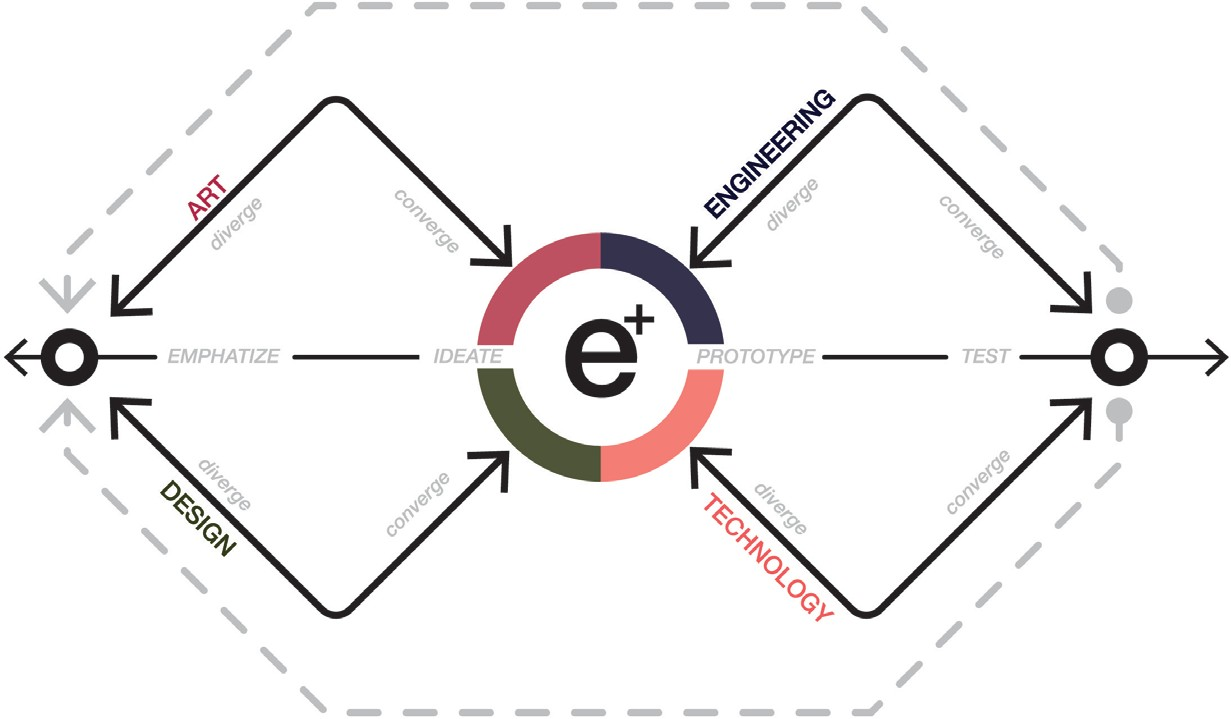 ENGINEERING
ART
diverge
converge
diverge
converge
e+
EMPHATIZE
IDEATE
PROTOTYPE
TEST
diverge
DESIGN
converge
diverge
TECHNOLOGY
converge